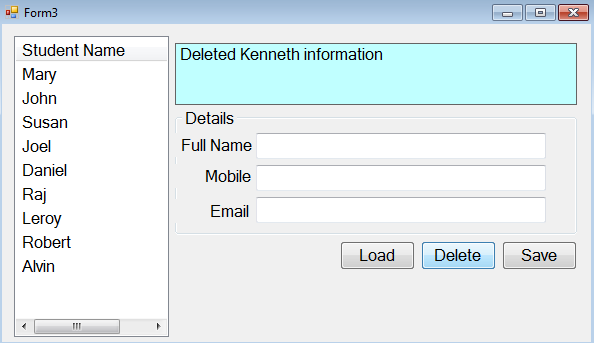 Form3
Student Name
Mary
John
Susan
Joel
Daniel
Raj
Leroy
Robert
Alvin
Deleted Kenneth information
Details
Full Name
Mobile
Email
Load Delete Save